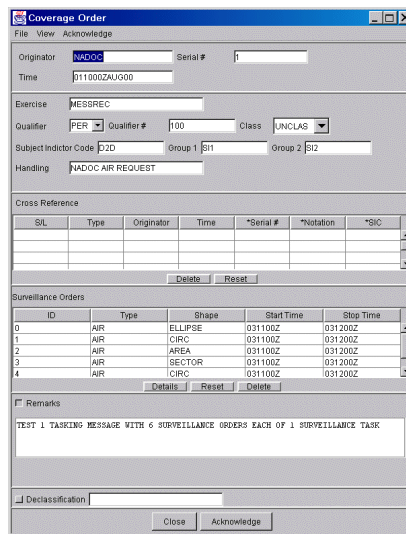 Coverage Order
File View Acknowledge
Originator NADOC Serial # 1
Time 011000ZAUG00
Exercise MESSREC
Qualifier PER Qualifier # 100 Class UNCLAS
Subject Indictor Code D2D Group 1 SI1 Group 2 SI2
Handling NADOC AIR REQUEST
Cross Reference
S/L Type Originator Time *Serial # *Notation *SIC
Delete Reset
Surveillance Orders
ID Type Shape Start Time Stop Time
0 AIR ELLIPSE 031100Z 031200Z
1 AIR CIRC 031100Z 031200Z
2 AIR AREA 031100Z 031200Z
3 AIR SECTOR 031100Z 031200Z
4 AIR CIRC 031100Z 031200Z
Details Reset Delete
Remarks
TEST 1 TASKING MESSAGE WITH 6 SURVEILLANCE ORDERS EACH OF 1 SURVEILLANCE TASK
Declassification
Close Acknowledge